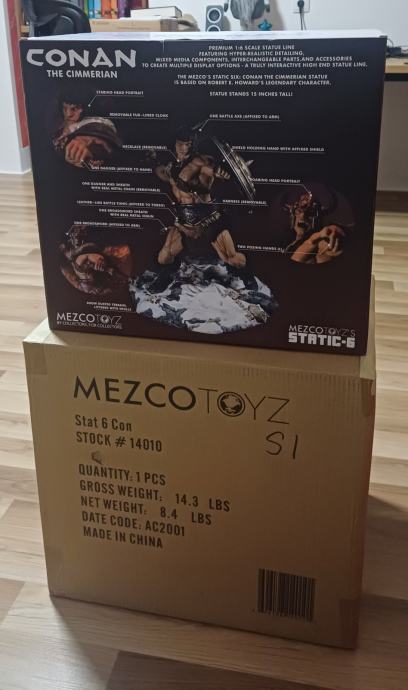 CONAN
THE CIMMERIAN
PREMIUM 1:6 SCALE STATUE LINE
FEATURING HYPER-REALISTIC DETAILING,
MIXED MEDIA COMPONENTS, INTERCHANGEABLE PARTS,AND ACCESSORIES
TO CREATE MULTIPLE DISPLAY OPTIONS - A TRULY INTERACTIVE HIGH END STATUE LINE.
THE MEZCO'S STATIC SIX: CONAN THE CIMMERIAN STATUE
IS BASED ON ROBERT E. HOWARD'S LEGENDARY CHARACTER.
STATUE STANDS 15 INCHES TALL!
STARING HEAD PORTRAIT
REMOVABLE FUR-LINED CLOAK
ONE BATTLE AXE (AFFIXED TO ARM)
NECKLACE (REMOVABLE)
SHIELD HOLDING HAND WITH AFFIXED SHIELD
ONE DAGGER (AFFIXED TO HAND)
ROARING HEAD PORTRAIT
ONE DAGGER AND SHEATH
WITH REAL METAL CHAIN (REMOVABLE)
HARNESS (REMOVABLE)
LEATHER-LIKE BATTLE TUNIC (AFFIXED TO TORSO)
ONE BROADSWORD SHEATH
WITH REAL METAL CHAIN
ONE BROADSWORD (AFFIXED TO ARM)
TWO POSING HANDS
SNOW DUSTED TERRAIN,
LITTERED WITH SKULLS
MEZCOTOYZ
BY COLLECTORS, FOR COLLECTORS
MEZCOTOYZ'S
STATIC-6
MEZCOTOYZ
Stat 6 Con
STOCK # 14010
S1
QUANTITY: 1 PCS
GROSS WEIGHT: 14.3 LBS
NET WEIGHT: 8.4 LBS
DATE CODE: AC2001
MADE IN CHINA